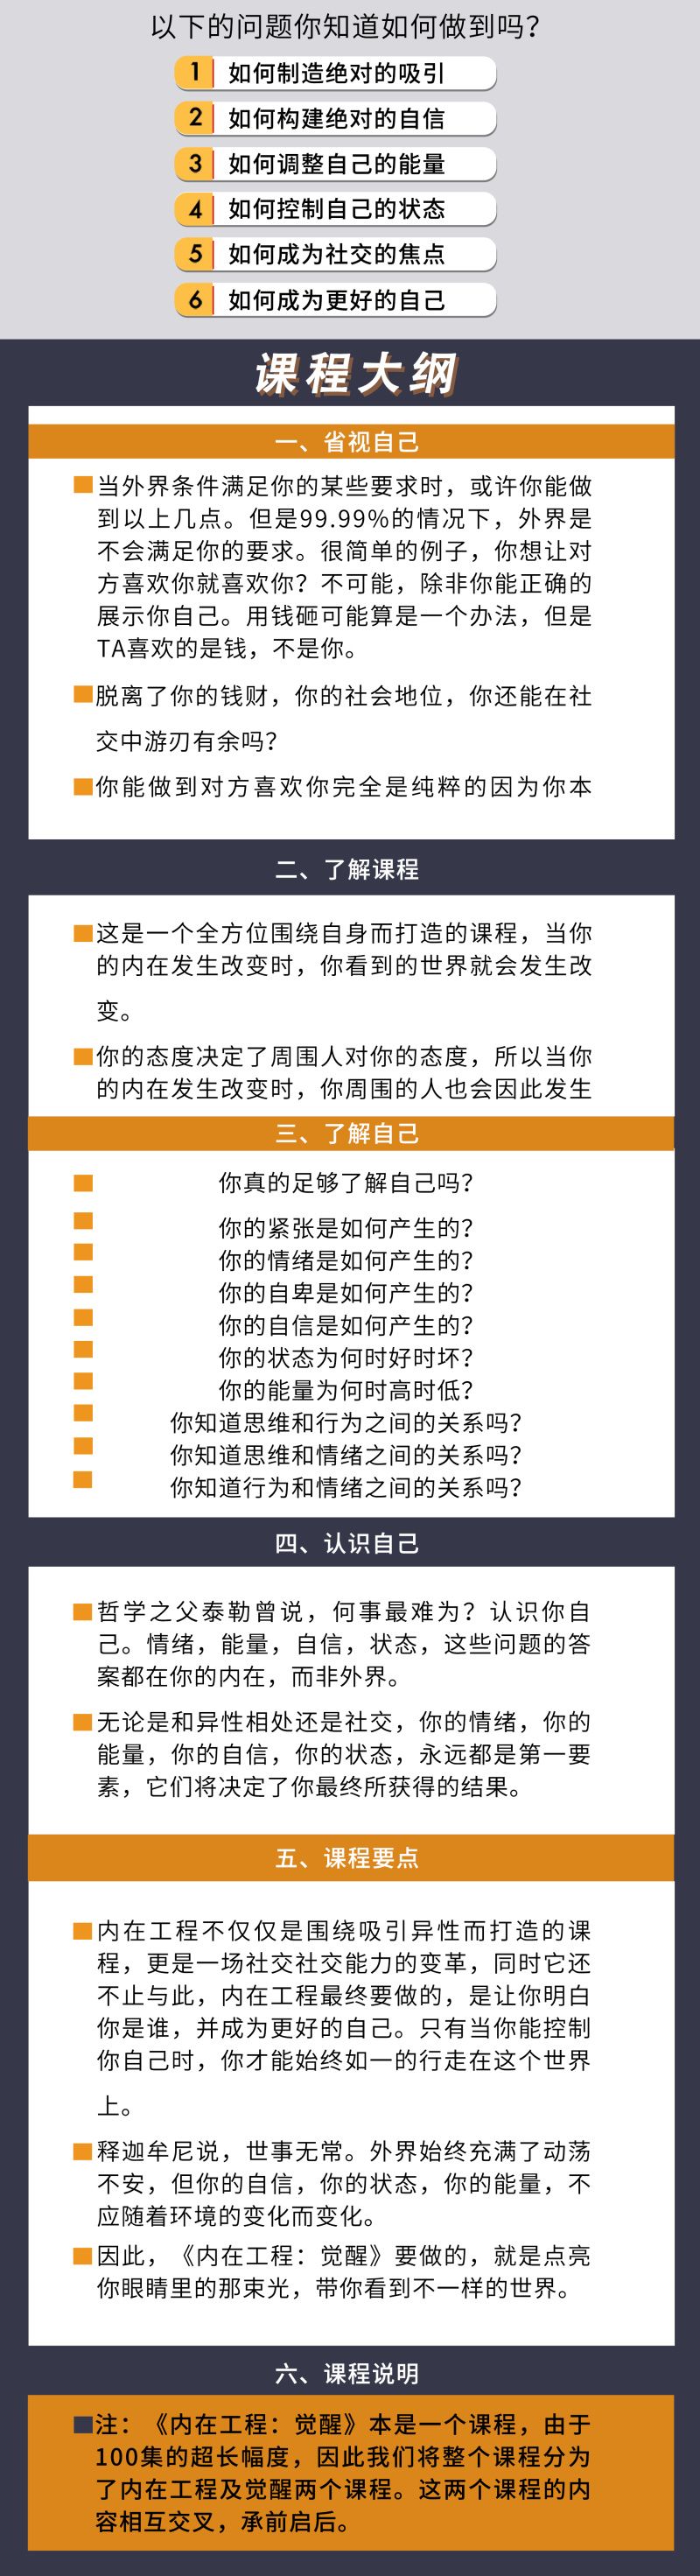 以下的问题你知道如何做到吗？
1 如何制造绝对的吸引
2 如何构建绝对的自信
3 如何调整自己的能量
4 如何控制自己的状态
5 如何成为社交的焦点
6 如何成为更好的自己
课程大纲
一、省视自己
当外界条件满足你的某些要求时，或许你能做
到以上几点。但是99.99%的情况下，外界是
不会满足你的要求。很简单的例子，你想让对
方喜欢你就喜欢你？不可能，除非你能正确的
展示你自己。用钱砸可能算是一个办法，但是
TA喜欢的是钱，不是你。
脱离了你的钱财，你的社会地位，你还能在社
交中游刃有余吗？
你能做到对方喜欢你完全是纯粹的因为你本
二、了解课程
这是一个全方位围绕自身而打造的课程，当你
的内在发生改变时，你看到的世界就会发生改
变。
你的态度决定了周围人对你的态度，所以当你
的内在发生改变时，你周围的人也会因此发生
三、了解自己
你真的足够了解自己吗？
你的紧张是如何产生的？
你的情绪是如何产生的？
你的自卑是如何产生的？
你的自信是如何产生的？
你的状态为何时好时坏？
你的能量为何时高时低？
你知道思维和行为之间的关系吗？
你知道思维和情绪之间的关系吗？
你知道行为和情绪之间的关系吗？
四、认识自己
哲学之父泰勒曾说，何事最难为？认识你自
己。情绪，能量，自信，状态，这些问题的答
案都在你的内在，而非外界。
无论是和异性相处还是社交，你的情绪，你的
能量，你的自信，你的状态，永远都是第一要
素，它们将决定了你最终所获得的结果。
五、课程要点
内在工程不仅仅是围绕吸引异性而打造的课
程，更是一场社交社交能力的变革，同时它还
不止与此，内在工程最终要做的，是让你明白
你是谁，并成为更好的自己。只有当你能控制
你自己时，你才能始终如一的行走在这个世界
上。
释迦牟尼说，世事无常。外界始终充满了动荡
不安，但你的自信，你的状态，你的能量，不
应随着环境的变化而变化。
因此，《内在工程：觉醒》要做的，就是点亮
你眼睛里的那束光，带你看到不一样的世界。
六、课程说明
注：《内在工程：觉醒》本是一个课程，由于
100集的超长幅度，因此我们将整个课程分为
了内在工程及觉醒两个课程。这两个课程的内
容相互交叉，承前启后。